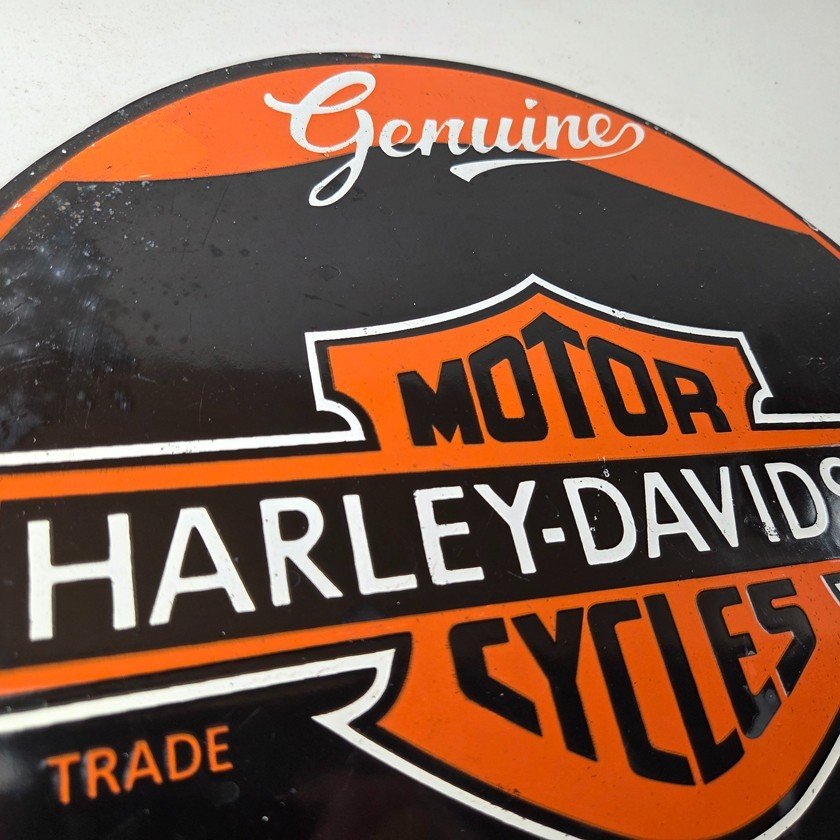 Genuine
MOTOR
HARLEY-DAVIDS
CYCLES
TRADE